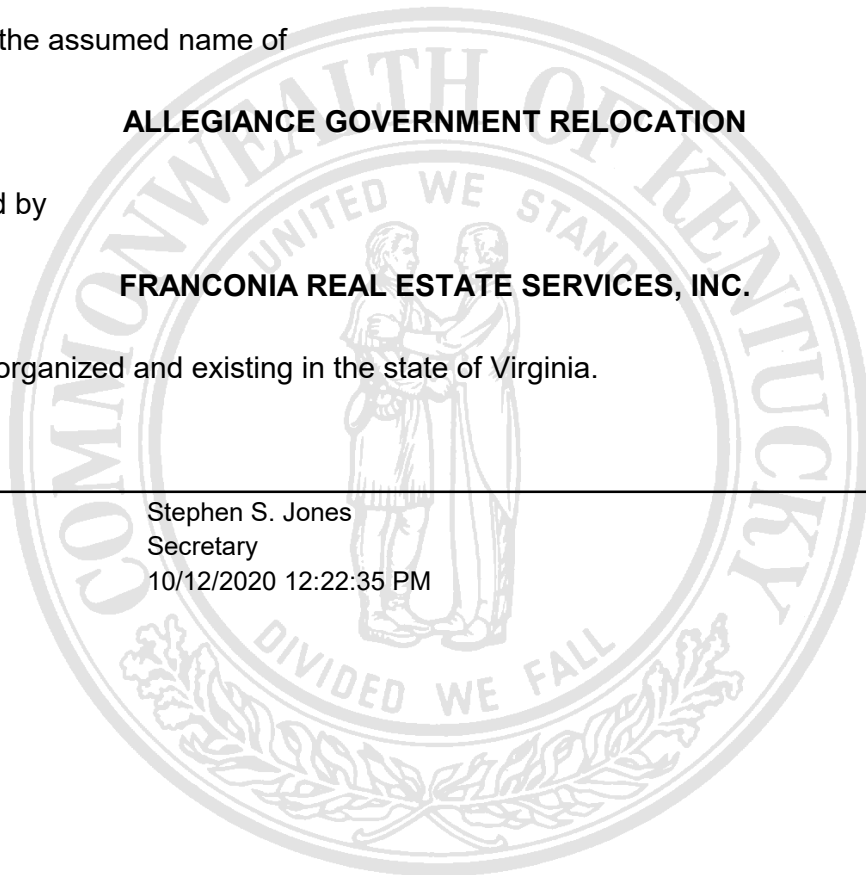 the assumed name of
ALLEGIANCE GOVERNMENT RELOCATION
d by
FRANCONIA REAL ESTATE SERVICES, INC.
organized and existing in the state of Virginia.
Stephen S. Jones
Secretary
10/12/2020 12:22:35 PM
COMMONWEALTH OF KENTUCKY
UNITED WE STAND
DIVIDED WE FALL